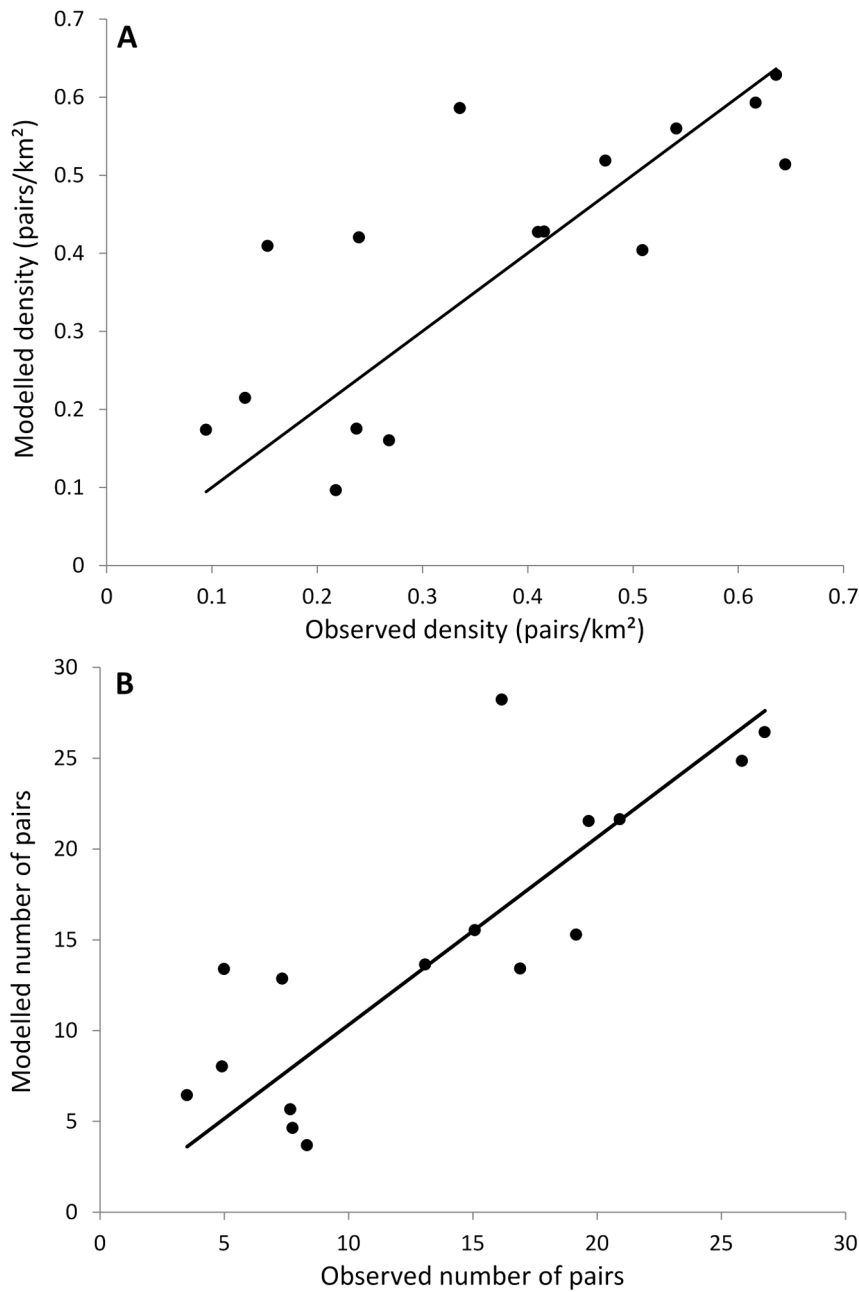 A
0.7
0.6
0.5
0.4
0.3
0.2
0.1
0
Modelled density (pairs/km²)
0 0.1 0.2 0.3 0.4 0.5 0.6 0.7
Observed density (pairs/km²)
B
30
25
20
15
10
5
0
Modelled number of pairs
0 5 10 15 20 25 30
Observed number of pairs